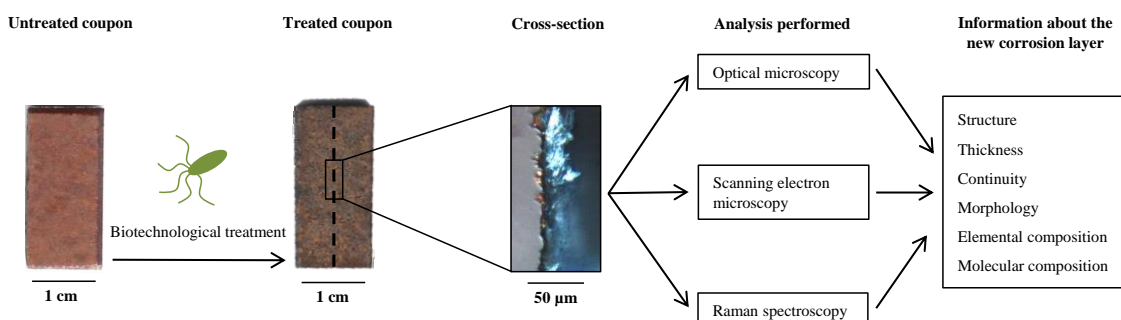 Untreated coupon
Treated coupon
Cross-section
Analysis performed
Information about the
new corrosion layer
Biotechnological treatment
1 cm
1 cm
50 µm
Optical microscopy
Scanning electron
microscopy
Raman spectroscopy
Structure
Thickness
Continuity
Morphology
Elemental composition
Molecular composition